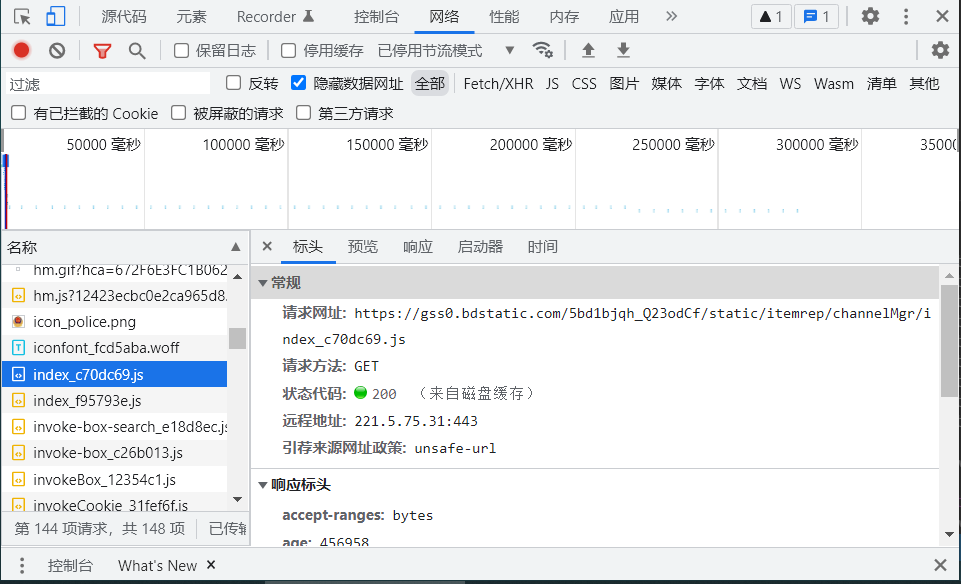 源代码 元素 Recorder 控制台 网络 性能 内存 应用 1 1
保留日志 停用缓存 已停用节流模式
过滤 反转 隐藏数据网址 全部 Fetch/XHR JS CSS 图片 媒体 字体 文档 WS Wasm 清单 其他
有已拦截的 Cookie 被屏蔽的请求 第三方请求
50000 毫秒 100000 毫秒 150000 毫秒 200000 毫秒 250000 毫秒 300000 毫秒 35000
名称
hm.gif?hca=672F6E3FC1B062
hm.js?12423ecbc0e2ca965d8.
icon_police.png
iconfont_fcd5aba.woff
index_c70dc69.js
index_f95793e.js
invoke-box-search_e18d8ec.js
invoke-box_c26b013.js
invokeBox_12354c1.js
invokeCookie_31fef6f.js
第 144 项请求，共 148 项 已传输
标头 预览 响应 启动器 时间
常规
请求网址: https://gss0.bdstatic.com/5bd1bjqh_Q23odCf/static/itemrep/channelMgr/i
ndex_c70dc69.js
请求方法: GET
状态代码: 200 （来自磁盘缓存）
远程地址: 221.5.75.31:443
引荐来源网址政策: unsafe-url
响应标头
accept-ranges: bytes
age: 456958
控制台 What's New